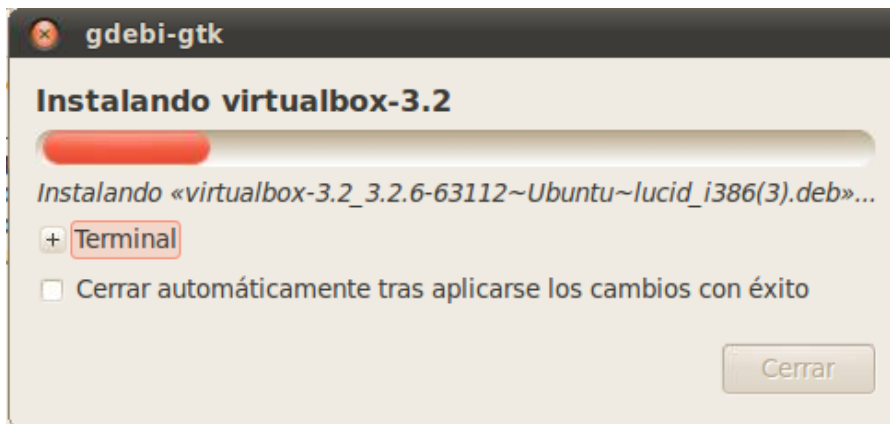 gdebi-gtk
Instalando virtualbox-3.2
Instalando «virtualbox-3.2_3.2.6-63112~Ubuntu~lucid_i386(3).deb»...
Terminal
Cerrar automáticamente tras aplicarse los cambios con éxito
Cerrar